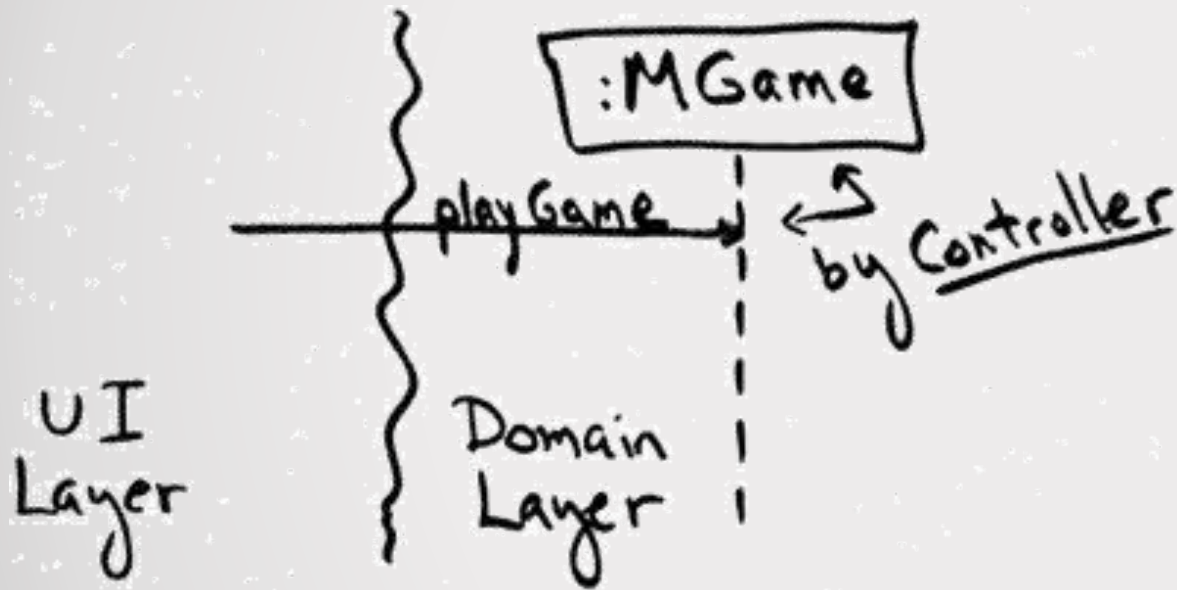 :MGame
playGame
by Controller
UI
Layer
Domain
Layer